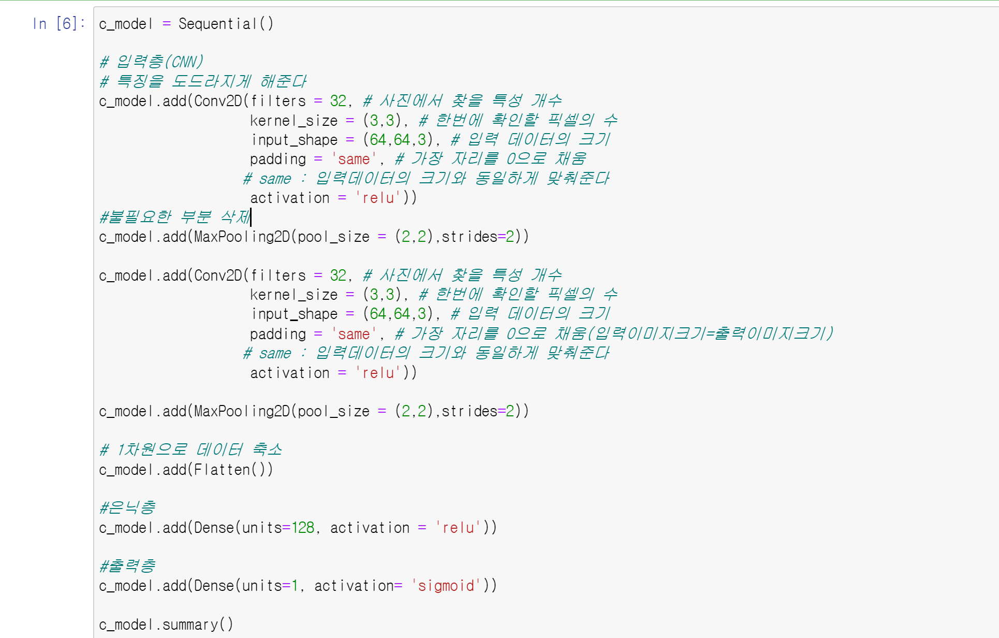 In [6]: c_model = Sequential()
# 입력층(CNN)
# 특징을 도드라지게 해준다
c_model.add(Conv2D(filters = 32, # 사진에서 찾을 특성 개수
kernel_size = (3,3), # 한번에 확인할 픽셀의 수
input_shape = (64,64,3), # 입력 데이터의 크기
padding = 'same', # 가장 자리를 0으로 채움
# same : 입력데이터의 크기와 동일하게 맞춰준다
activation = 'relu'))
#불필요한 부분 삭제
c_model.add(MaxPooling2D(pool_size = (2,2),strides=2))
c_model.add(Conv2D(filters = 32, # 사진에서 찾을 특성 개수
kernel_size = (3,3), # 한번에 확인할 픽셀의 수
input_shape = (64,64,3), # 입력 데이터의 크기
padding = 'same', # 가장 자리를 0으로 채움(입력이미지크기=출력이미지크기)
# same : 입력데이터의 크기와 동일하게 맞춰준다
activation = 'relu'))
c_model.add(MaxPooling2D(pool_size = (2,2),strides=2))
# 1차원으로 데이터 축소
c_model.add(Flatten())
#은닉층
c_model.add(Dense(units=128, activation = 'relu'))
#출력층
c_model.add(Dense(units=1, activation= 'sigmoid'))
c_model.summary()